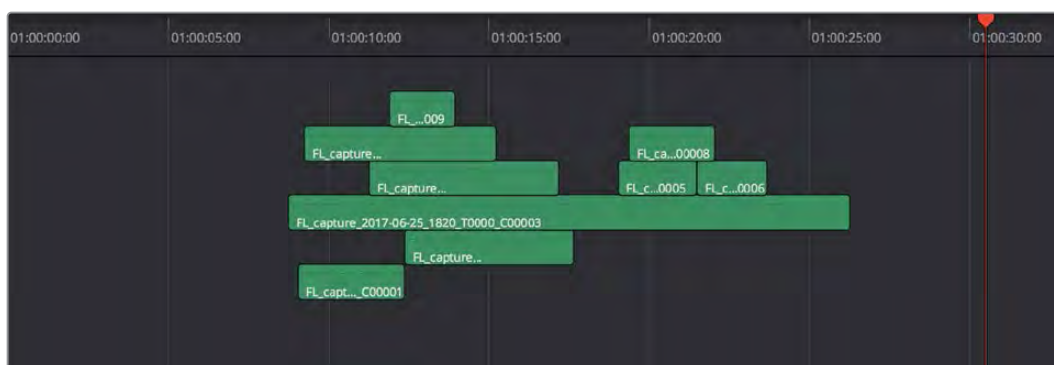 01:00:00:00 01:00:05:00 01:00:10:00 01:00:15:00 01:00:20:00 01:00:25:00 01:00:30:00
FL_...009
FL_capture... FL_ca...00008
FL_capture... FL_c...0005 FL_c...0006
FL_capture_2017-06-25_1820_T0000_C00003
FL_capture...
FL_capt..._C00001